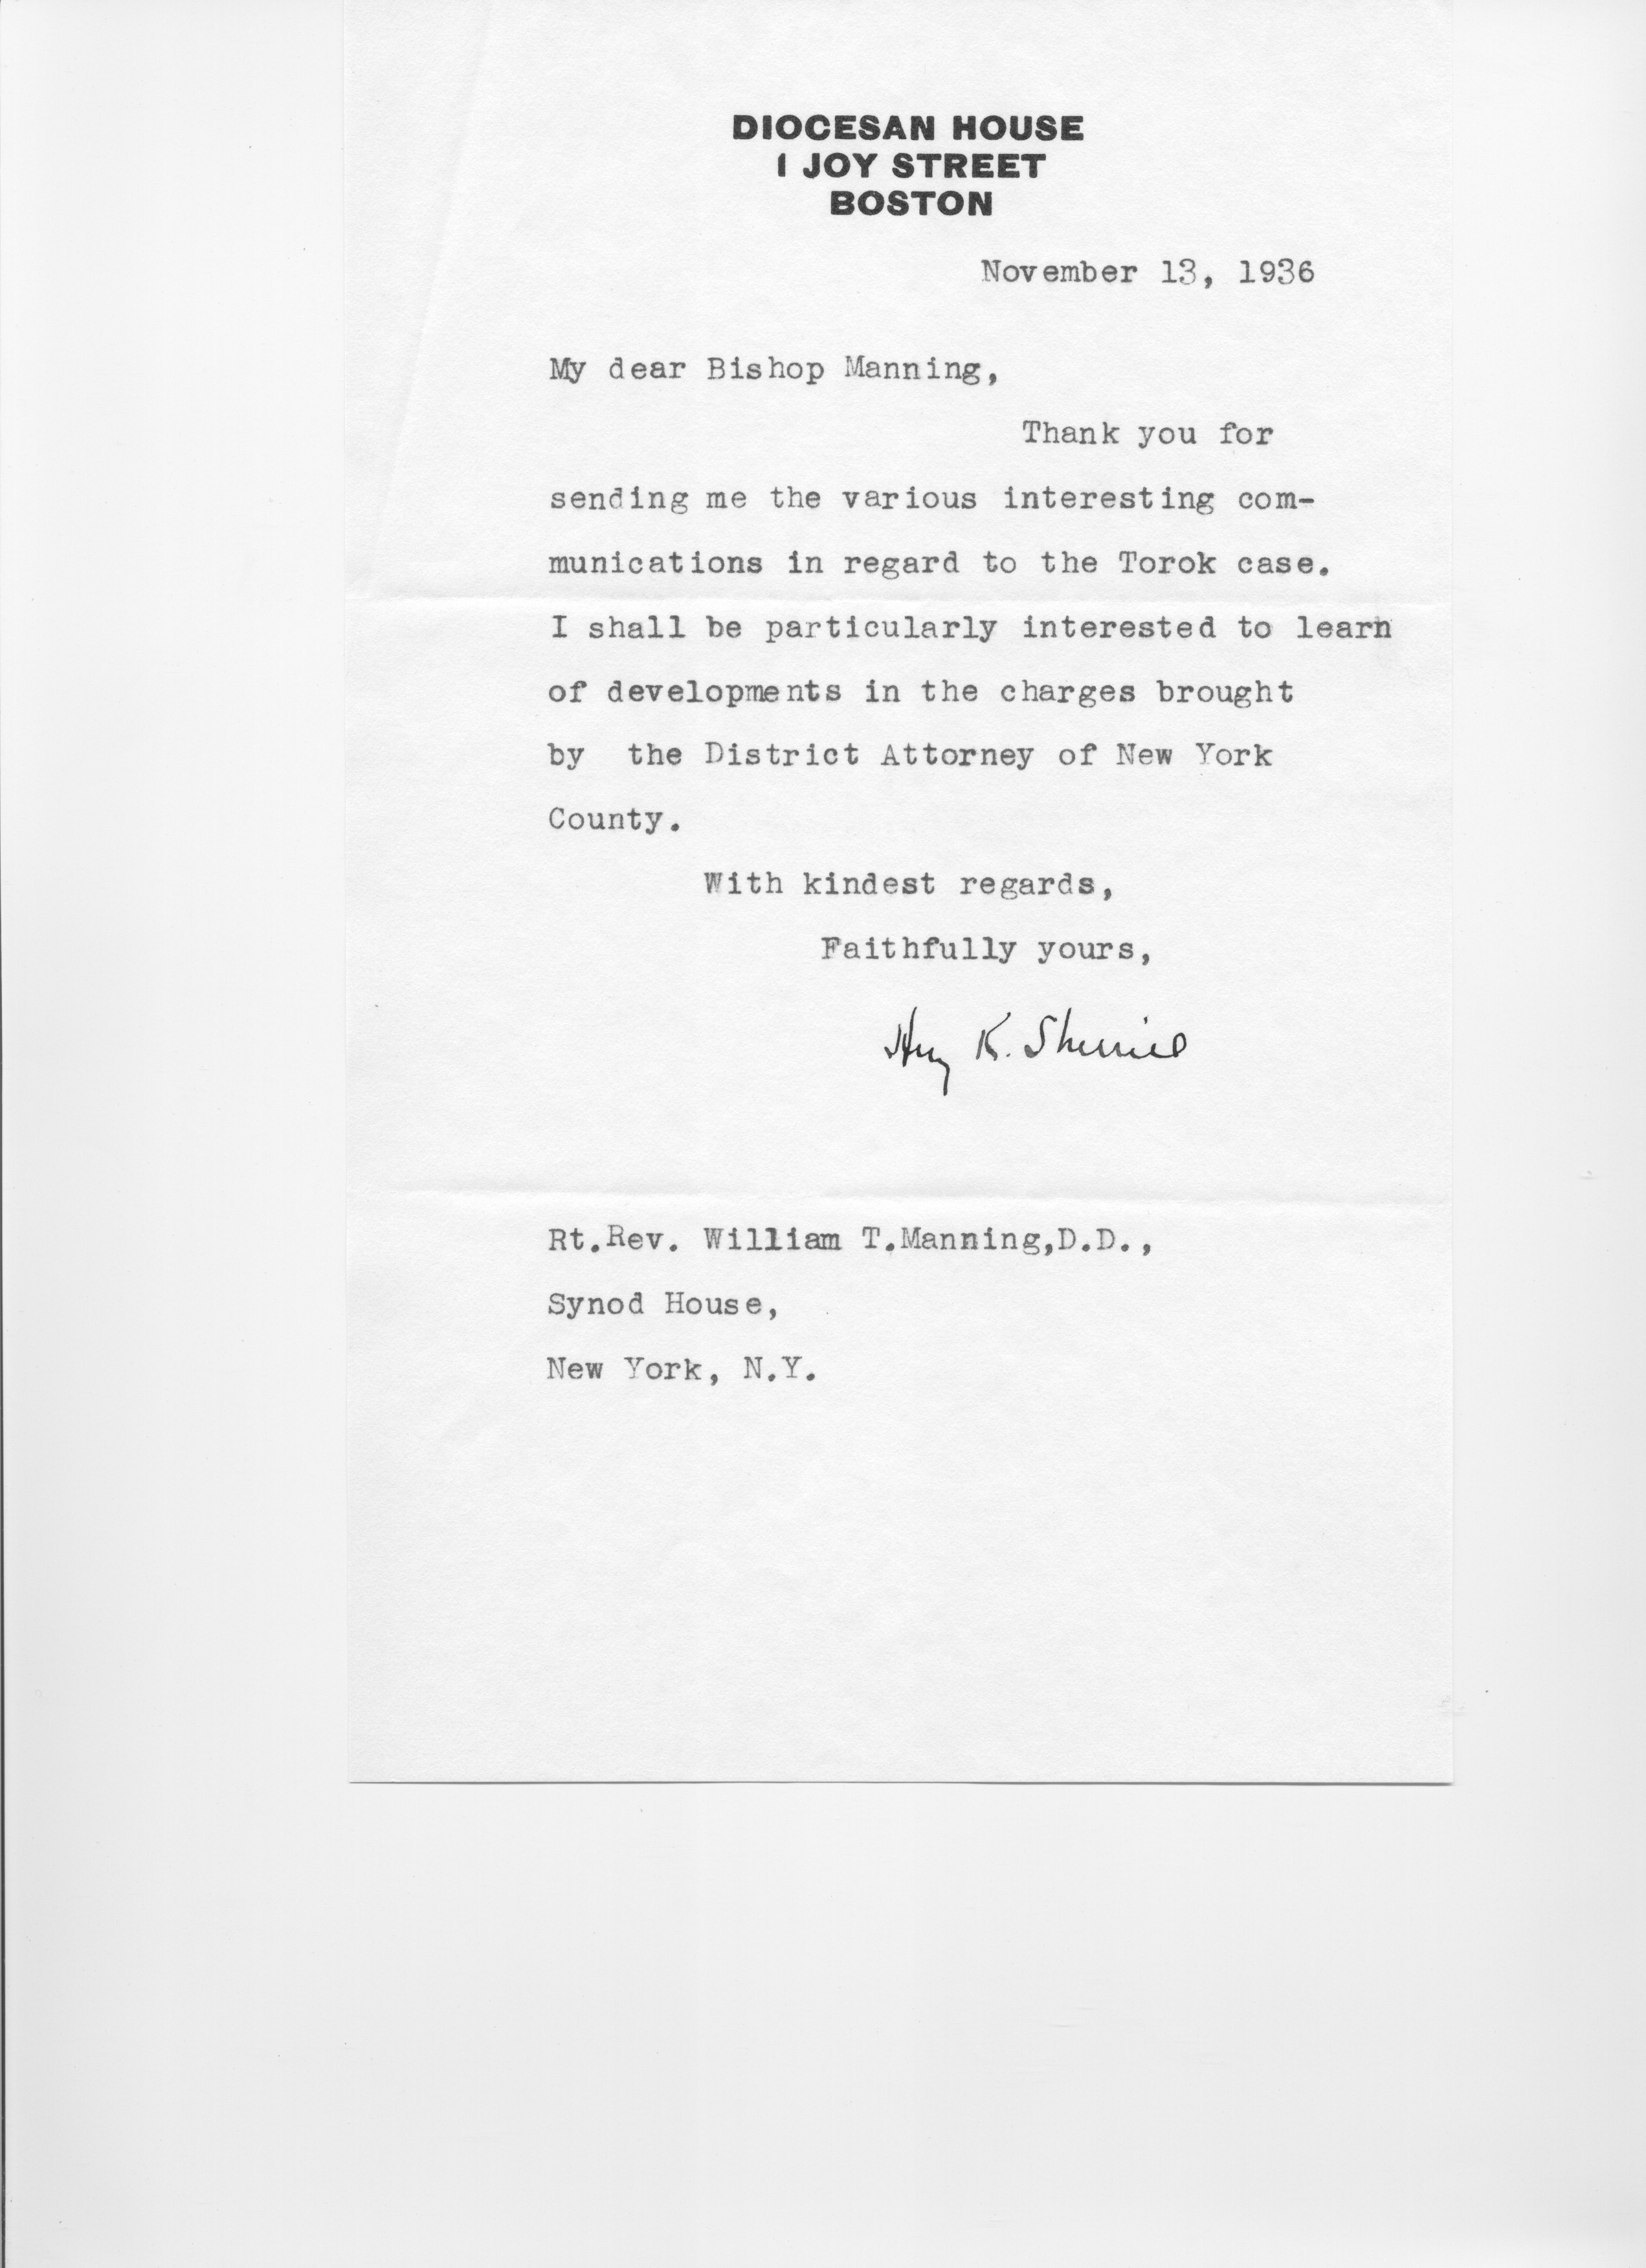 DIOCESAN HOUSE
1 JOY STREET
BOSTON
November 13, 1936
My dear Bishop Manning,
Thank you for
sending me the various interesting com-
munications in regard to the Torok case.
I shall be particularly interested to learn
of developments in the charges brought
by  the District Attorney of New York
County.
With kindest regards,
Faithfully yours,
Henry K. Sherrill
Rt.Rev. William T.Manning,D.D.,
Synod House,
New York, N.Y.